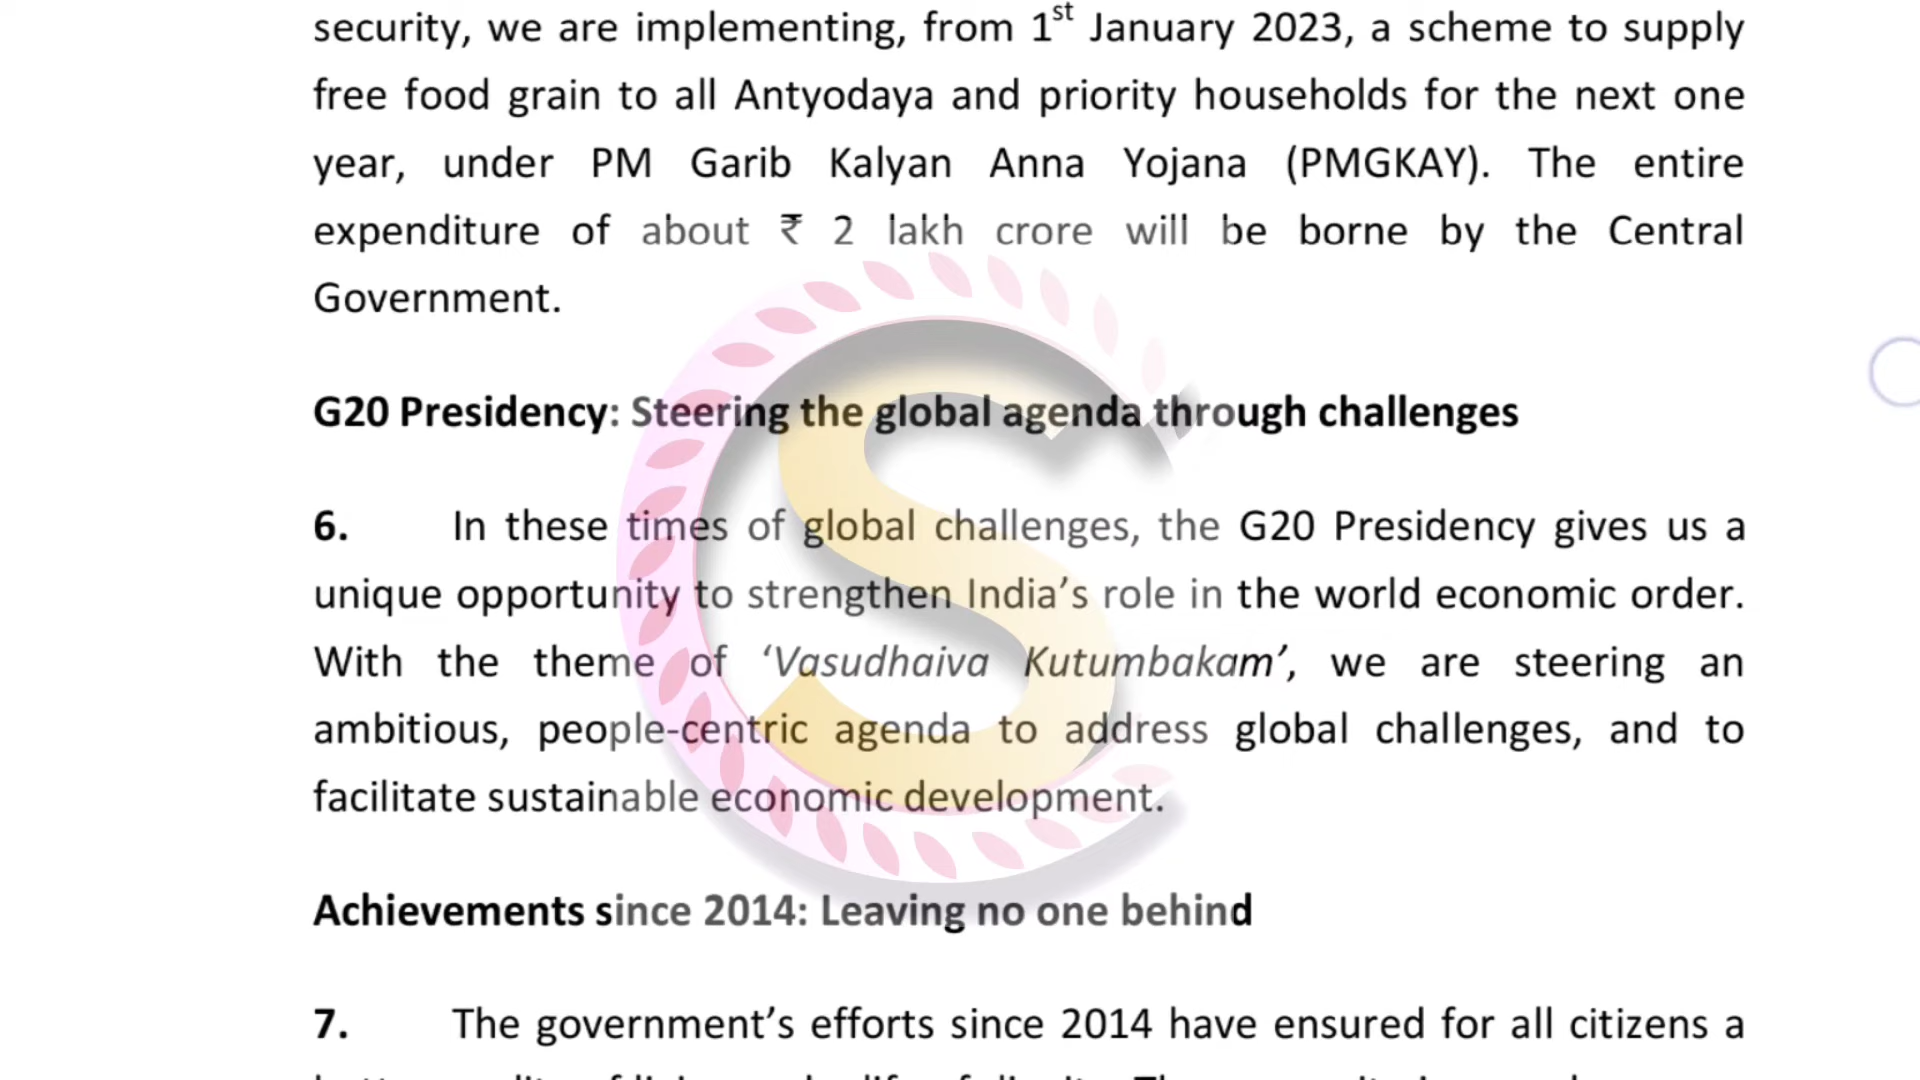 security, we are implementing, from 1st January 2023, a scheme to supply
free food grain to all Antyodaya and priority households for the next one
year, under PM Garib Kalyan Anna Yojana (PMGKAY). The entire
expenditure of about ₹ 2 lakh crore will be borne by the Central
Government.
G20 Presidency: Steering the global agenda through challenges
6. In these times of global challenges, the G20 Presidency gives us a
unique opportunity to strengthen India’s role in the world economic order.
With the theme of ‘Vasudhaiva Kutumbakam’, we are steering an
ambitious, people-centric agenda to address global challenges, and to
facilitate sustainable economic development.
Achievements since 2014: Leaving no one behind
7. The government’s efforts since 2014 have ensured for all citizens a